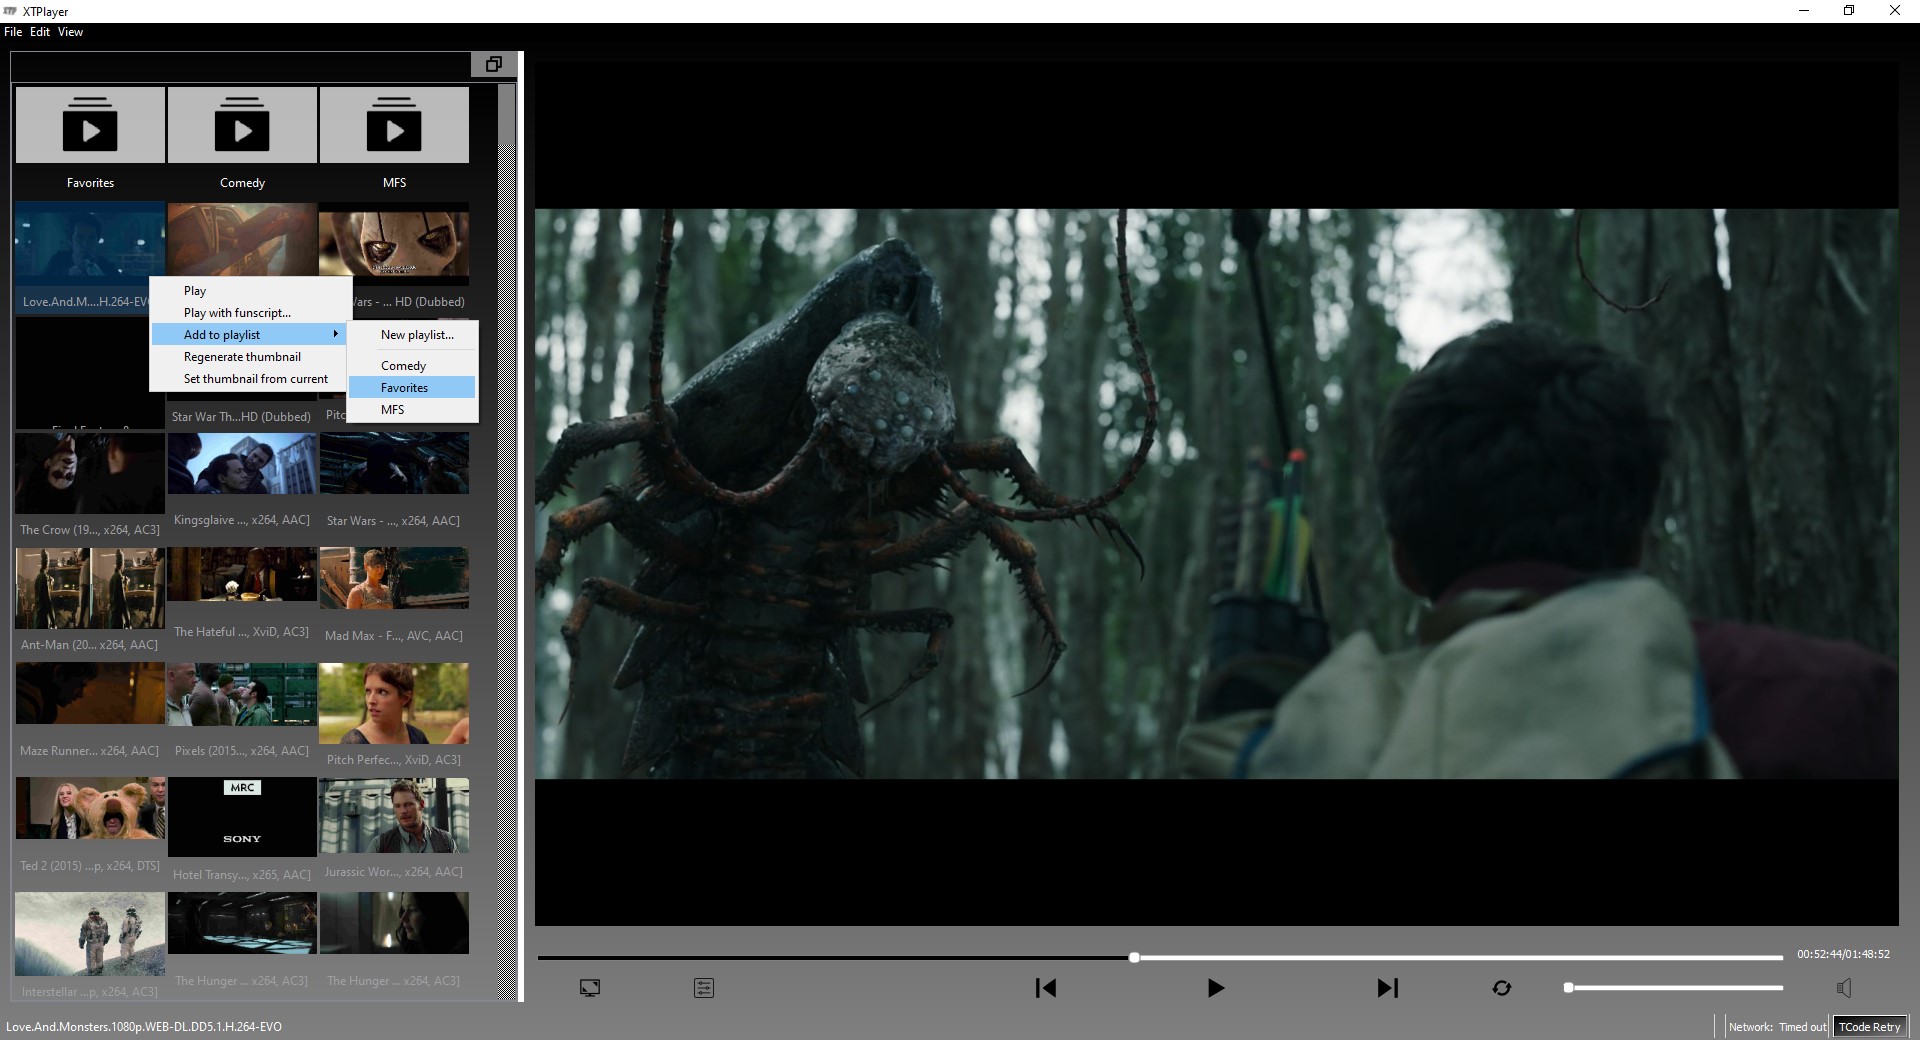 XTPlayer
File Edit View
Favorites
Comedy
MFS
Love.And.M....H.264-EV
Wars - ... HD (Dubbed)
Play
Play with funscript...
Add to playlist
Regenerate thumbnail
Set thumbnail from current
New playlist...
Comedy
Favorites
MFS
Star War Th...HD (Dubbed)
Pitc
The Crow (19..., x264, AC3]
Kingsglaive ..., x264, AAC]
Star Wars - ..., x264, AAC]
Ant-Man (20... x264, AAC]
The Hateful ..., XviD, AC3]
Mad Max - F..., AVC, AAC]
Maze Runner... x264, AAC]
Pixels (2015..., x264, AAC]
Pitch Perfec..., XviD, AC3]
MRC
SONY
Ted 2 (2015) ...p, x264, DTS]
Hotel Transy..., x265, AAC]
Jurassic Wor..., x264, AAC]
Interstellar ...p, x264, AC3]
The Hunger ... x264, AC3]
The Hunger ... x264, AC3]
00:52:44/01:48:52
Love.And.Monsters.1080p.WEB-DL.DD5.1.H.264-EVO
Network: Timed out
TCode Retry